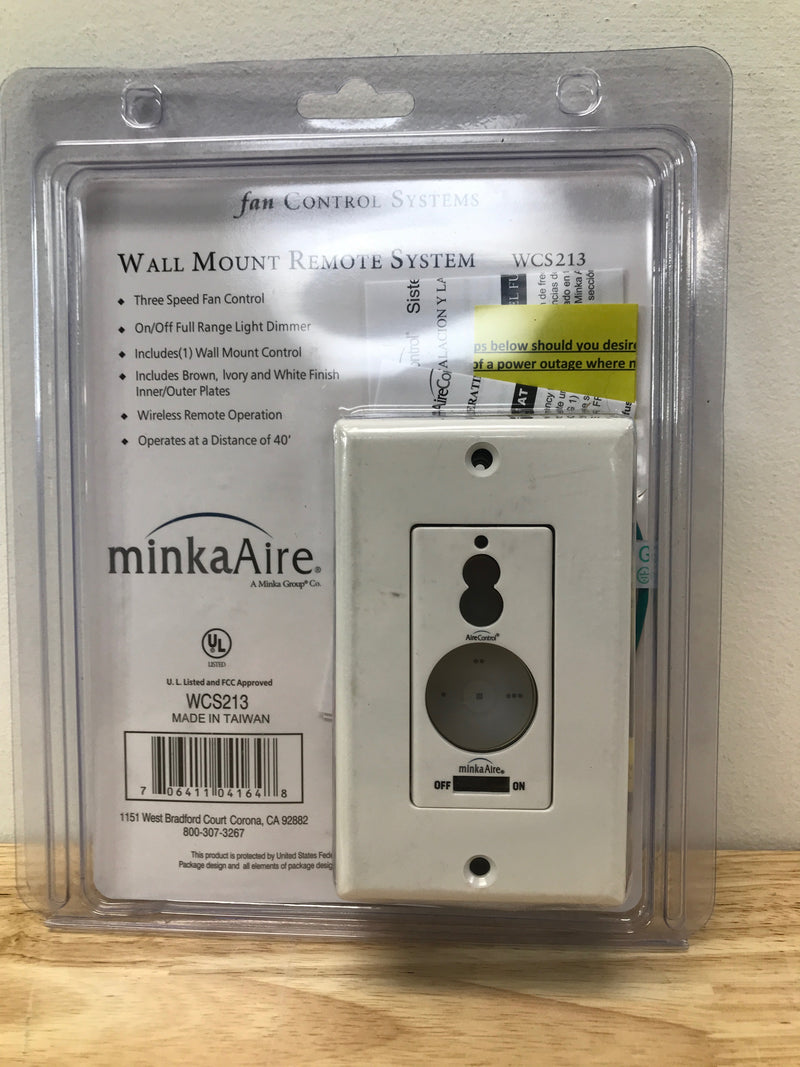 fan CONTROL SYSTEMS
WALL MOUNT REMOTE SYSTEM WCS213
Three Speed Fan Control
On/Off Full Range Light Dimmer
Includes(1) Wall Mount Control
Includes Brown, Ivory and White Finish
Inner/Outer Plates
Wireless Remote Operation
Operates at a Distance of 40'
minkaAire®
A Minka Group® Co.
UL
LISTED
U. L. Listed and FCC Approved
WCS213
MADE IN TAIWAN
7 06411 04164 8
1151 West Bradford Court Corona, CA 92882
800-307-3267
This product is protected by United States Fede
Package design and all elements of package desig
ps below should you desire
of a power outage where
AireControl®
minkaAire®
OFF ON
G